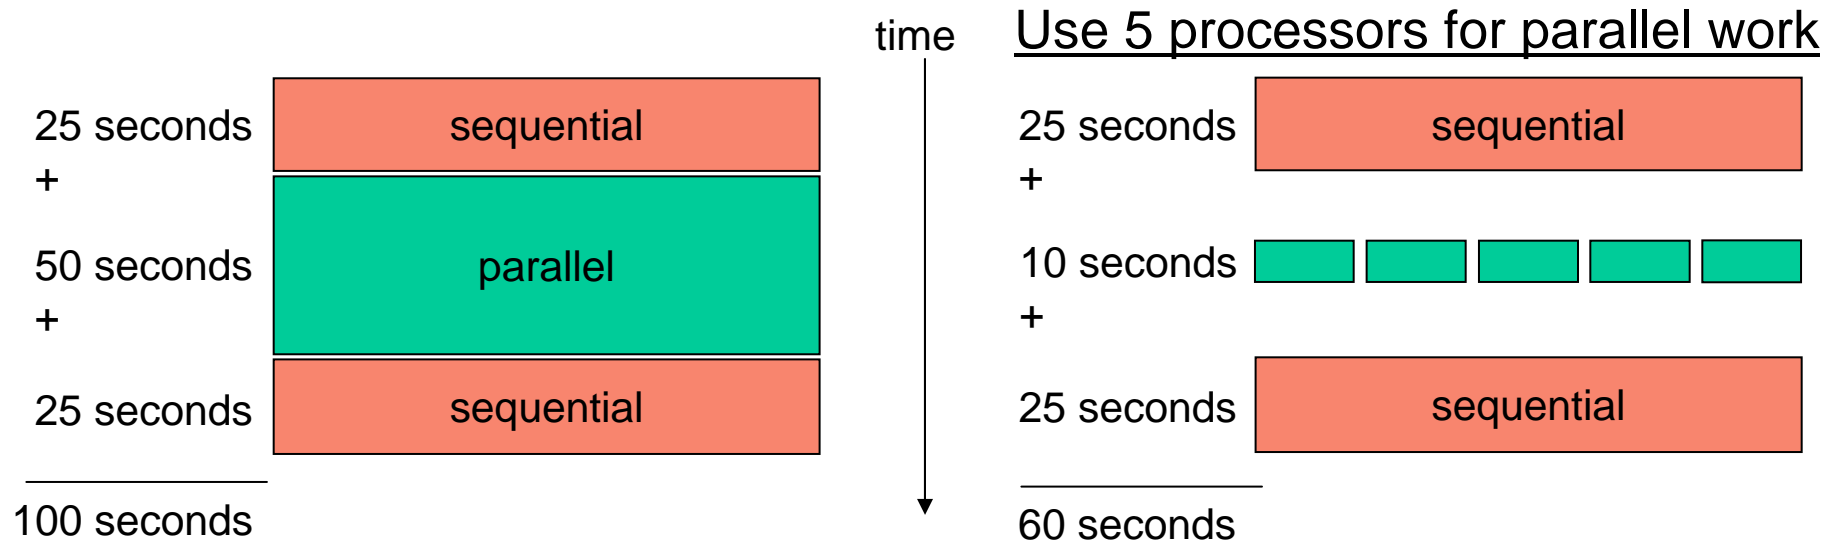 25 seconds
sequential
+
50 seconds
parallel
+
25 seconds
sequential
100 seconds
time
Use 5 processors for parallel work
25 seconds
sequential
+
10 seconds
+
25 seconds
sequential
60 seconds